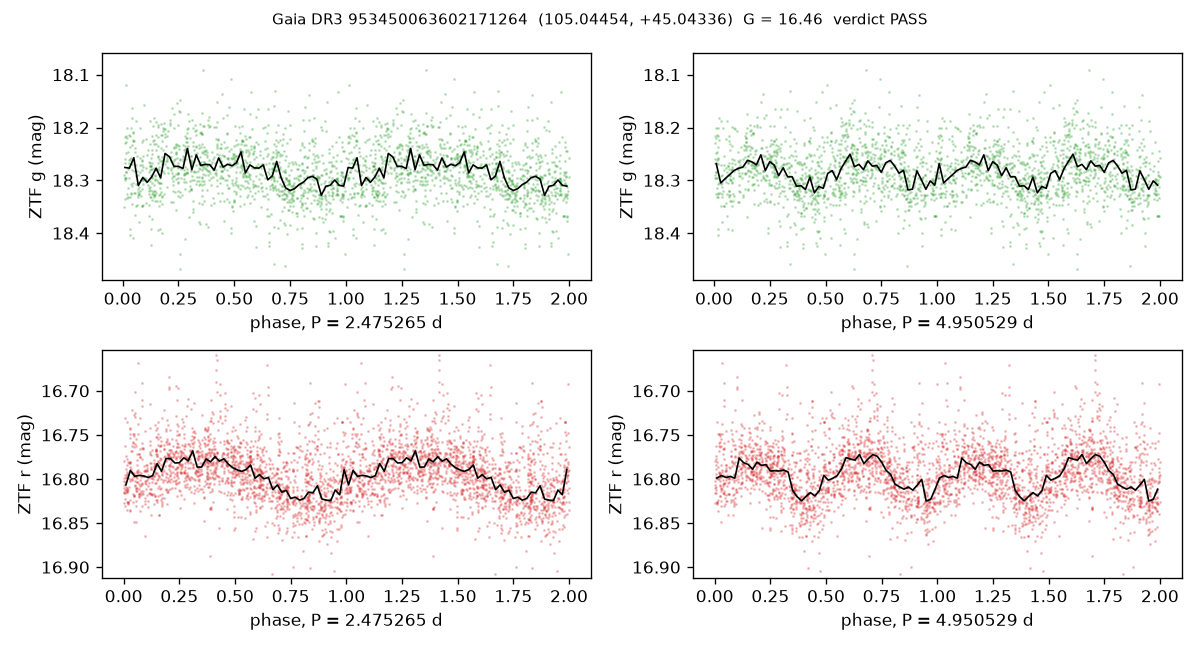 Gaia DR3 953450063602171264  (105.04454, +45.04336)  G = 16.46  verdict PASS
ZTF g (mag)
18.1
18.2
18.3
18.4
0.00 0.25 0.50 0.75 1.00 1.25 1.50 1.75 2.00
phase, P = 2.475265 d
ZTF g (mag)
18.1
18.2
18.3
18.4
0.00 0.25 0.50 0.75 1.00 1.25 1.50 1.75 2.00
phase, P = 4.950529 d
ZTF r (mag)
16.70
16.75
16.80
16.85
16.90
0.00 0.25 0.50 0.75 1.00 1.25 1.50 1.75 2.00
phase, P = 2.475265 d
ZTF r (mag)
16.70
16.75
16.80
16.85
16.90
0.00 0.25 0.50 0.75 1.00 1.25 1.50 1.75 2.00
phase, P = 4.950529 d